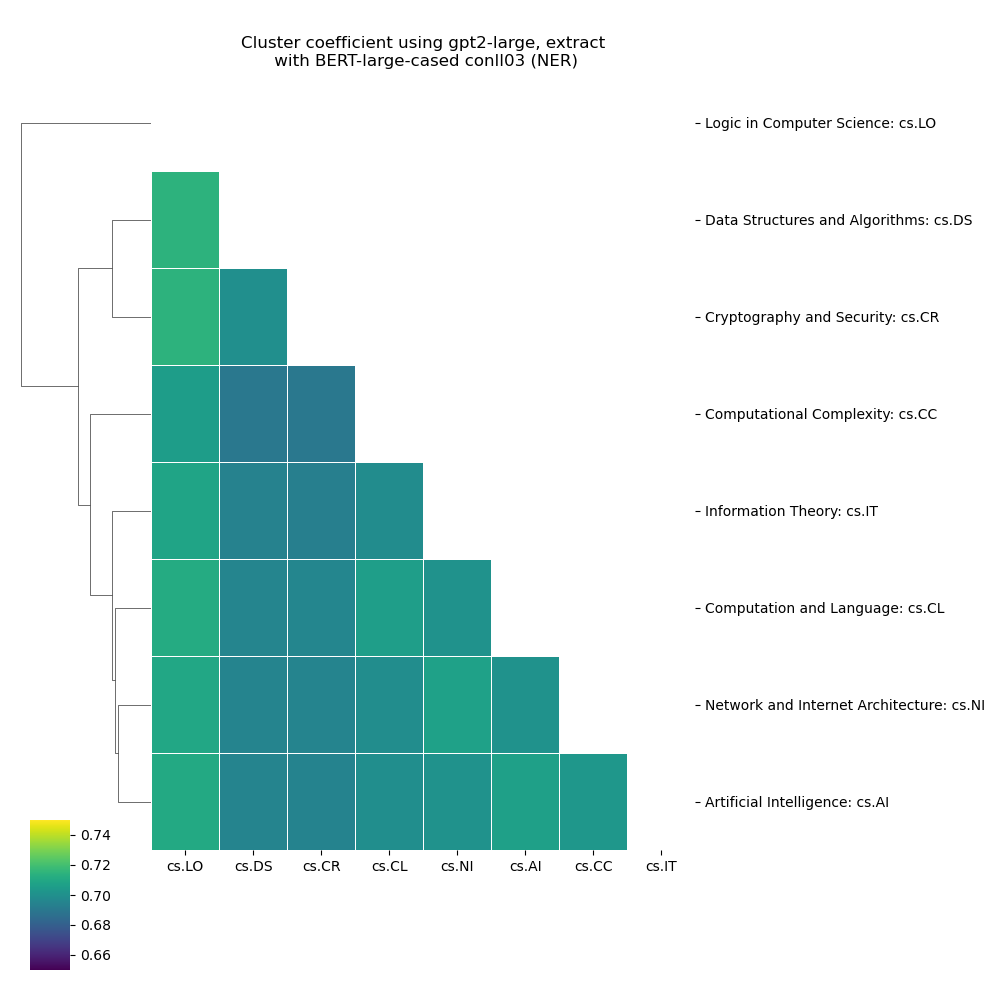 Cluster coefficient using gpt2-large, extract
with BERT-large-cased conll03 (NER)
Logic in Computer Science: cs.LO
Data Structures and Algorithms: cs.DS
Cryptography and Security: cs.CR
Computational Complexity: cs.CC
Information Theory: cs.IT
Computation and Language: cs.CL
Network and Internet Architecture: cs.NI
Artificial Intelligence: cs.AI
cs.LO cs.DS cs.CR cs.CL cs.NI cs.AI cs.CC cs.IT
0.74
0.72
0.70
0.68
0.66